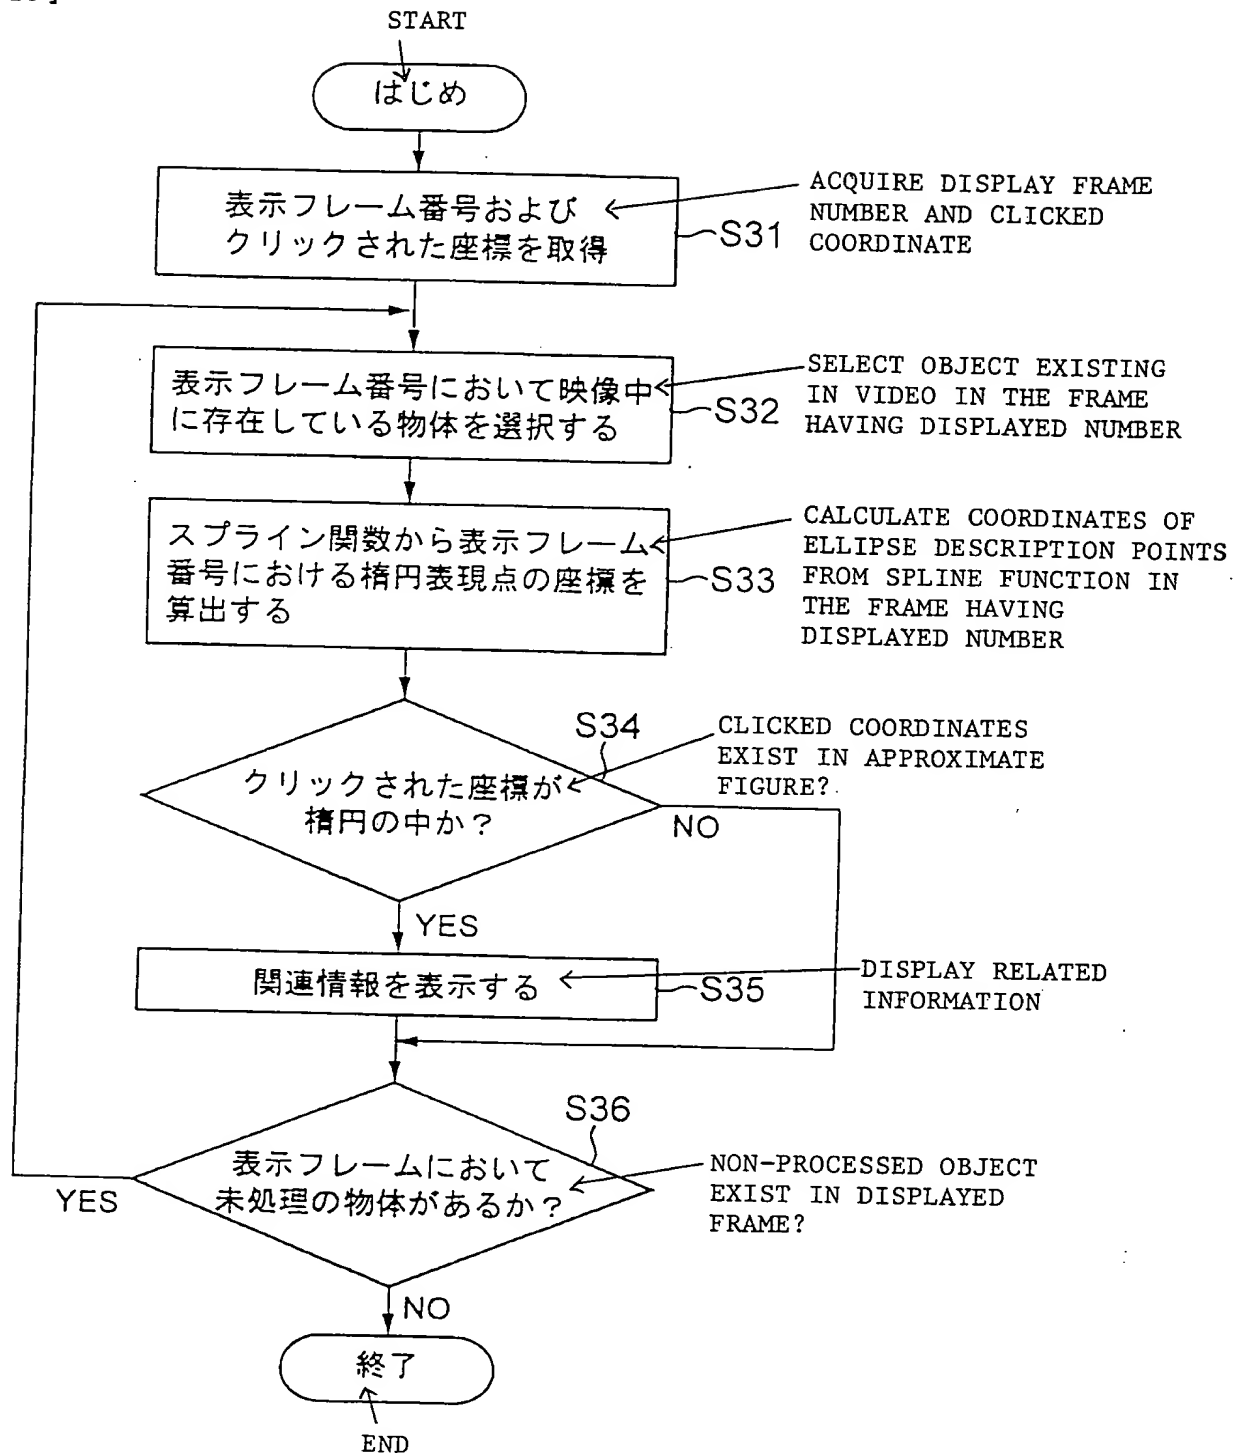 START
はじめ
表示フレーム番号および
クリックされた座標を取得
S31
ACQUIRE DISPLAY FRAME
NUMBER AND CLICKED
COORDINATE
表示フレーム番号において映像中
に存在している物体を選択する
S32
SELECT OBJECT EXISTING
IN VIDEO IN THE FRAME
HAVING DISPLAYED NUMBER
スプライン関数から表示フレーム
番号における楕円表現点の座標を
算出する
S33
CALCULATE COORDINATES OF
ELLIPSE DESCRIPTION POINTS
FROM SPLINE FUNCTION IN
THE FRAME HAVING
DISPLAYED NUMBER
S34
クリックされた座標が
楕円の中か？
CLICKED COORDINATES
EXIST IN APPROXIMATE
FIGURE?
NO
YES
関連情報を表示する
S35
DISPLAY RELATED
INFORMATION
S36
表示フレームにおいて
未処理の物体があるか？
NON-PROCESSED OBJECT
EXIST IN DISPLAYED
FRAME?
YES
NO
終了
END